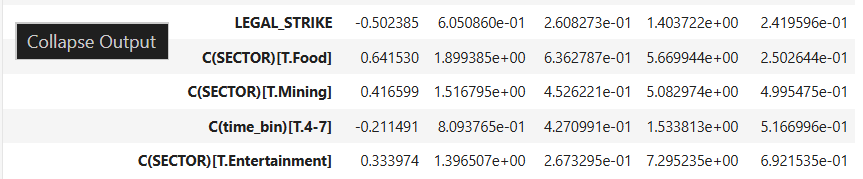 LEGAL_STRIKE -0.502385 6.050860e-01 2.608273e-01 1.403722e+00 2.419596e-01
Collapse Output
C(SECTOR)[T.Food] 0.641530 1.899385e+00 6.362787e-01 5.669944e+00 2.502644e-01
C(SECTOR)[T.Mining] 0.416599 1.516795e+00 4.526221e-01 5.082974e+00 4.995475e-01
C(time_bin)[T.4-7] -0.211491 8.093765e-01 4.270991e-01 1.533813e+00 5.166996e-01
C(SECTOR)[T.Entertainment] 0.333974 1.396507e+00 2.673295e-01 7.295235e+00 6.921535e-01